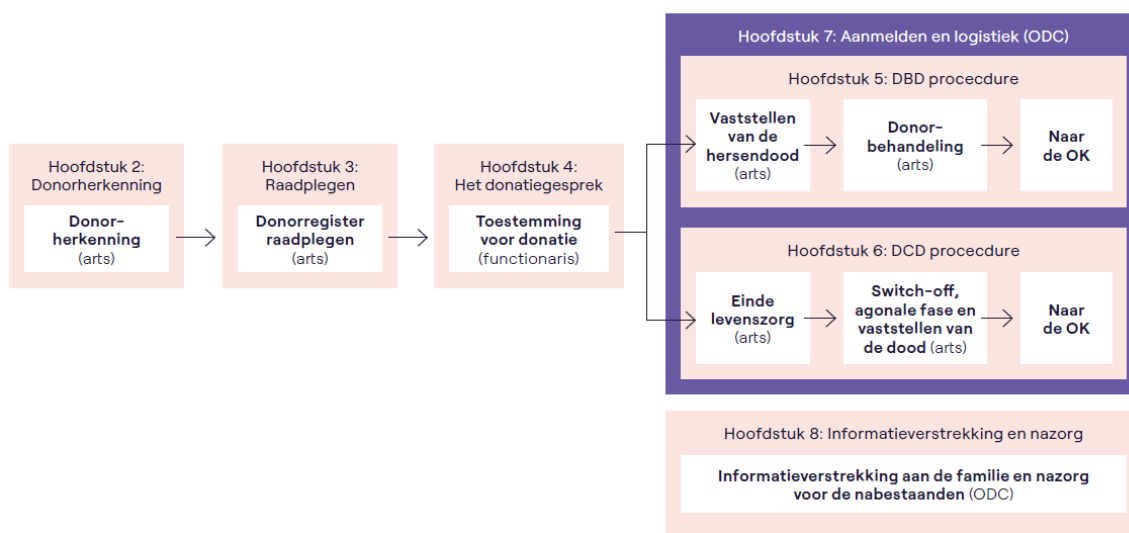 Hoofdstuk 2:
Donorherkenning
Donor-
herkenning
(arts)
Hoofdstuk 3:
Raadplegen
Donorregister
raadplegen
(arts)
Hoofdstuk 4:
Het donatiegesprek
Toestemming
voor donatie
(functionaris)
Hoofdstuk 7: Aanmelden en logistiek (ODC)
Hoofdstuk 5: DBD procecdure
Vaststellen
van de
hersendood
(arts)
Donor-
behandeling
(arts)
Naar
de OK
Hoofdstuk 6: DCD procecdure
Einde
levenszorg
(arts)
Switch-off,
agonale fase en
vaststellen van
de dood (arts)
Naar
de OK
Hoofdstuk 8: Informatieverstrekking en nazorg
Informatieverstrekking aan de familie en nazorg
voor de nabestaanden (ODC)